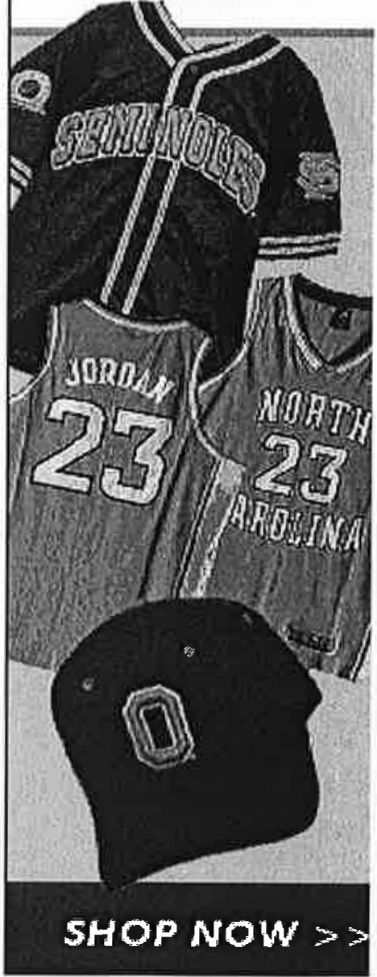 SEMINOLES
JORDAN
23
NORTH
23
AROLINA
O
SHOP NOW >>